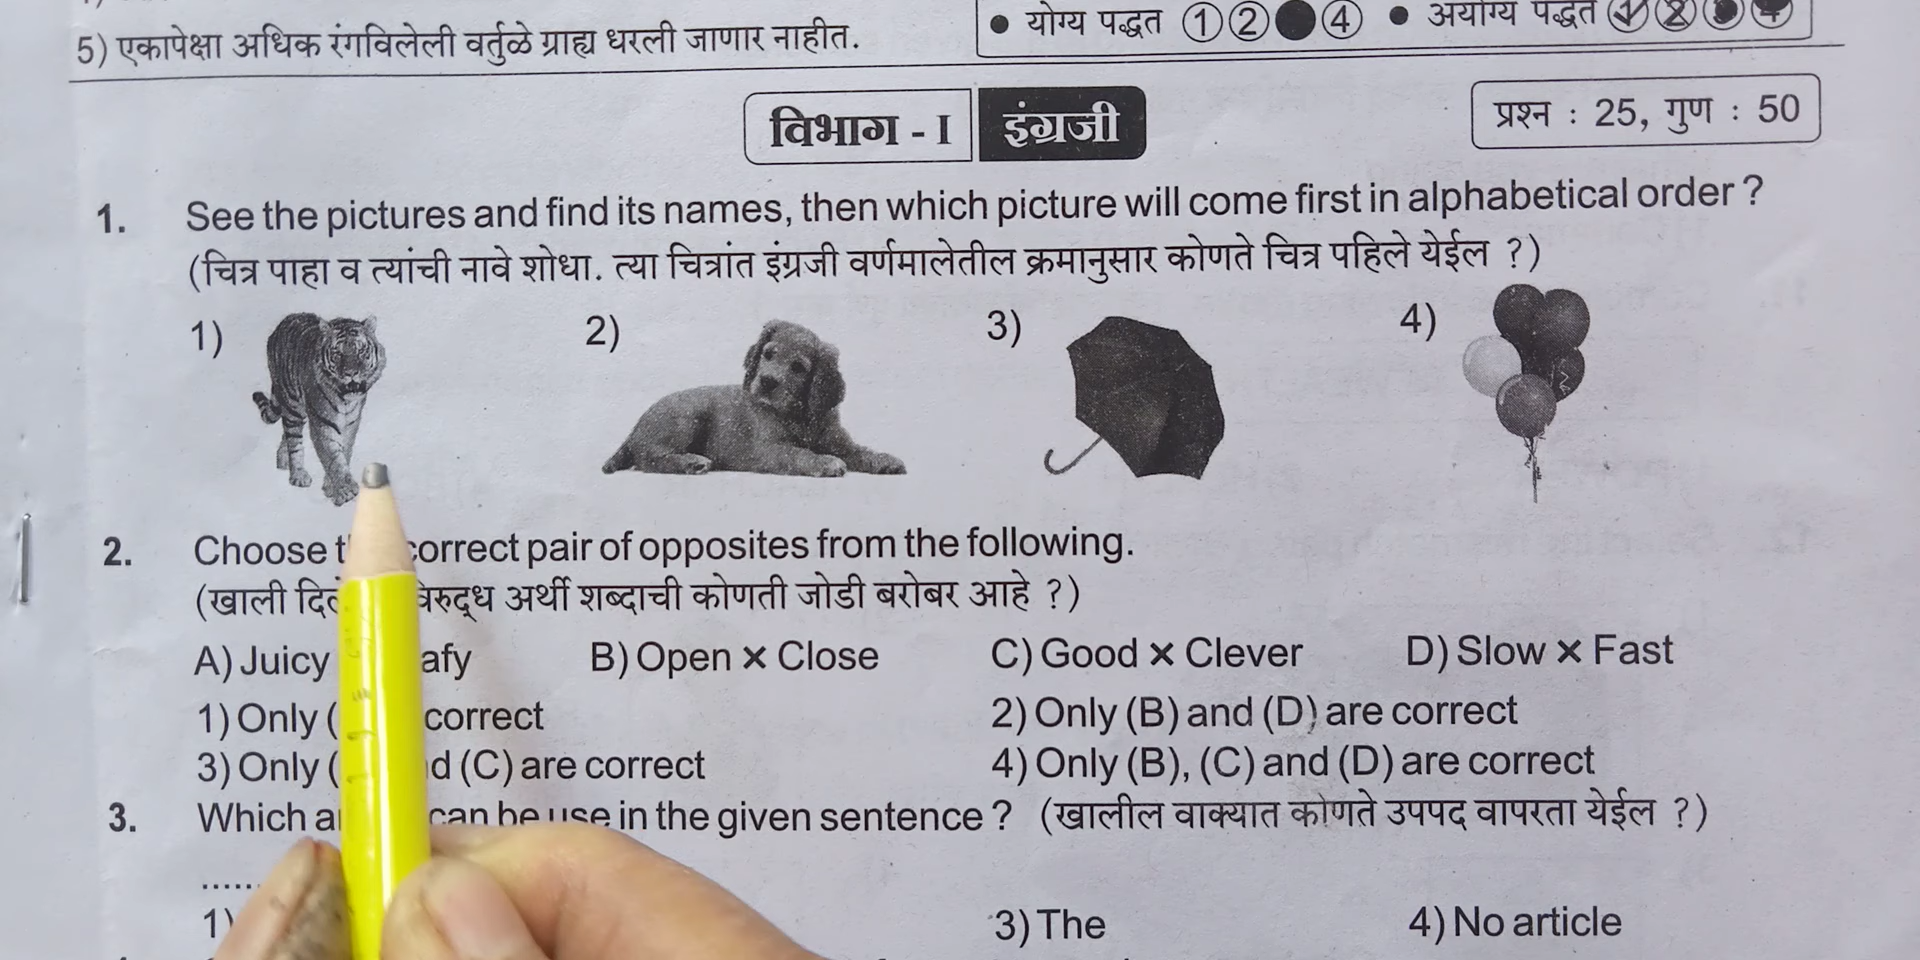 5) एकापेक्षा अधिक रंगविलेली वर्तुळे ग्राह्य धरली जाणार नाहीत.
• योग्य पद्धत ① ② ● ④ • अयोग्य पद्धत
विभाग - I इंग्रजी
प्रश्न : 25, गुण : 50
1. See the pictures and find its names, then which picture will come first in alphabetical order ?
(चित्र पाहा व त्यांची नावे शोधा. त्या चित्रांत इंग्रजी वर्णमालेतील क्रमानुसार कोणते चित्र पहिले येईल ?)
1) 2) 3) 4)
2. Choose correct pair of opposites from the following.
(खाली अर्थी शब्दाची कोणती जोडी बरोबर आहे ?)
A) Juicy afy B) Open × Close C) Good × Clever D) Slow × Fast
1) Only ( correct 2) Only (B) and (D) are correct
3) Only ( d (C) are correct 4) Only (B), (C) and (D) are correct
3. Which can be use in the given sentence ? (खालील वाक्यात कोणते उपपद वापरता येईल ?)
......
1) 3) The 4) No article